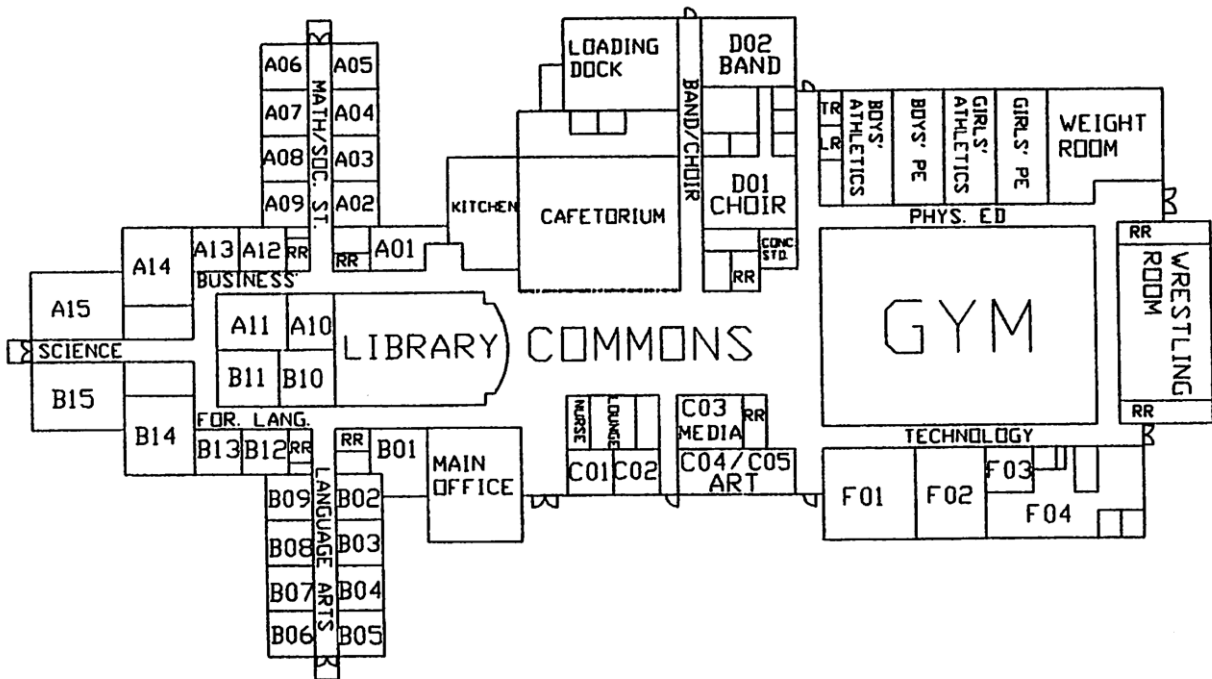 A06
A05
A07
A04
A08
A03
A09
A02
MATH/SOC. ST.
LOADING
DOCK
BAND/CHOIR
D02
BAND
TR
LR
BOYS'
ATHLETICS
BOYS' PE
GIRLS'
ATHLETICS
GIRLS' PE
WEIGHT
ROOM
KITCHEN
CAFETORIUM
D01
CHOIR
PHYS. ED
A14
A13
A12
RR
RR
A01
CONC.
STD.
RR
RR
BUSINESS
A15
A11
A10
LIBRARY
COMMONS
GYM
WRESTLING
ROOM
SCIENCE
B15
B11
B10
B14
FOR. LANG.
NURSE
LOUNGE
C03
MEDIA
RR
RR
TECHNOLOGY
B13
B12
RR
RR
B01
MAIN
OFFICE
C01
C02
C04/C05
ART
F01
F02
F03
F04
LANGUAGE ARTS
B09
B02
B08
B03
B07
B04
B06
B05